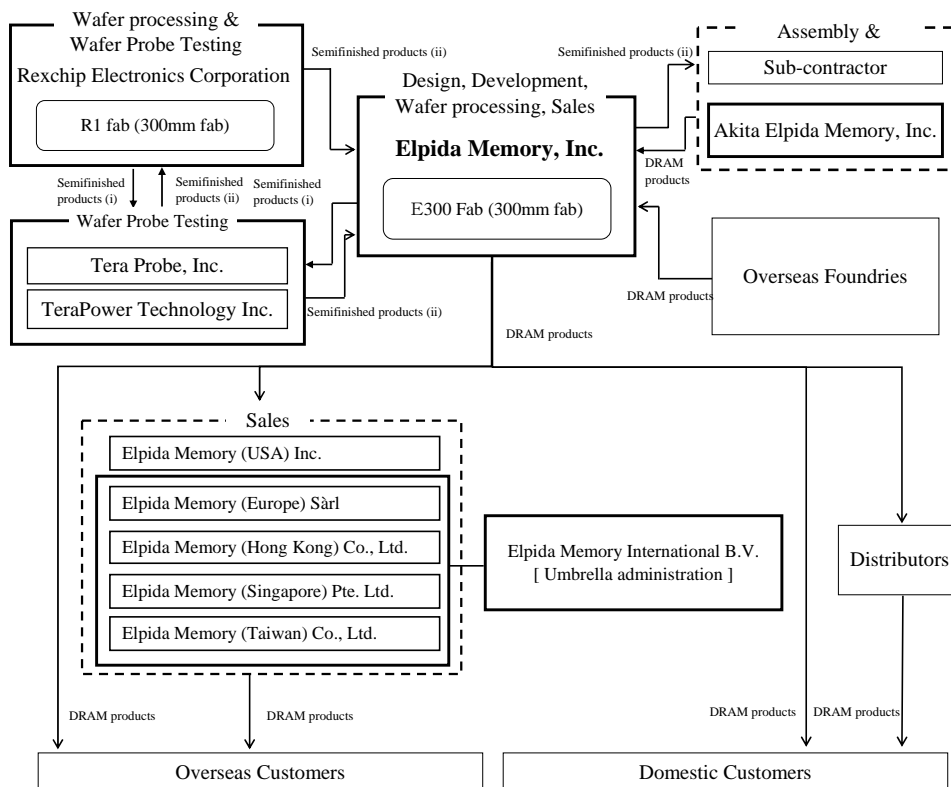 Wafer processing &
Wafer Probe Testing
Rexchip Electronics Corporation
R1 fab (300mm fab)
Semifinished products (ii)
Design, Development,
Wafer processing, Sales
Elpida Memory, Inc.
E300 Fab (300mm fab)
Semifinished products (ii)
Assembly &
Sub-contractor
Akita Elpida Memory, Inc.
DRAM
products
Semifinished
products (i)
Semifinished
products (ii)
Semifinished
products (i)
Wafer Probe Testing
Tera Probe, Inc.
TeraPower Technology Inc.
Semifinished products (ii)
Overseas Foundries
DRAM products
DRAM products
Sales
Elpida Memory (USA) Inc.
Elpida Memory (Europe) Sàrl
Elpida Memory (Hong Kong) Co., Ltd.
Elpida Memory (Singapore) Pte. Ltd.
Elpida Memory (Taiwan) Co., Ltd.
Elpida Memory International B.V.
[ Umbrella administration ]
Distributors
DRAM products
DRAM products
DRAM products
DRAM products
Overseas Customers
Domestic Customers